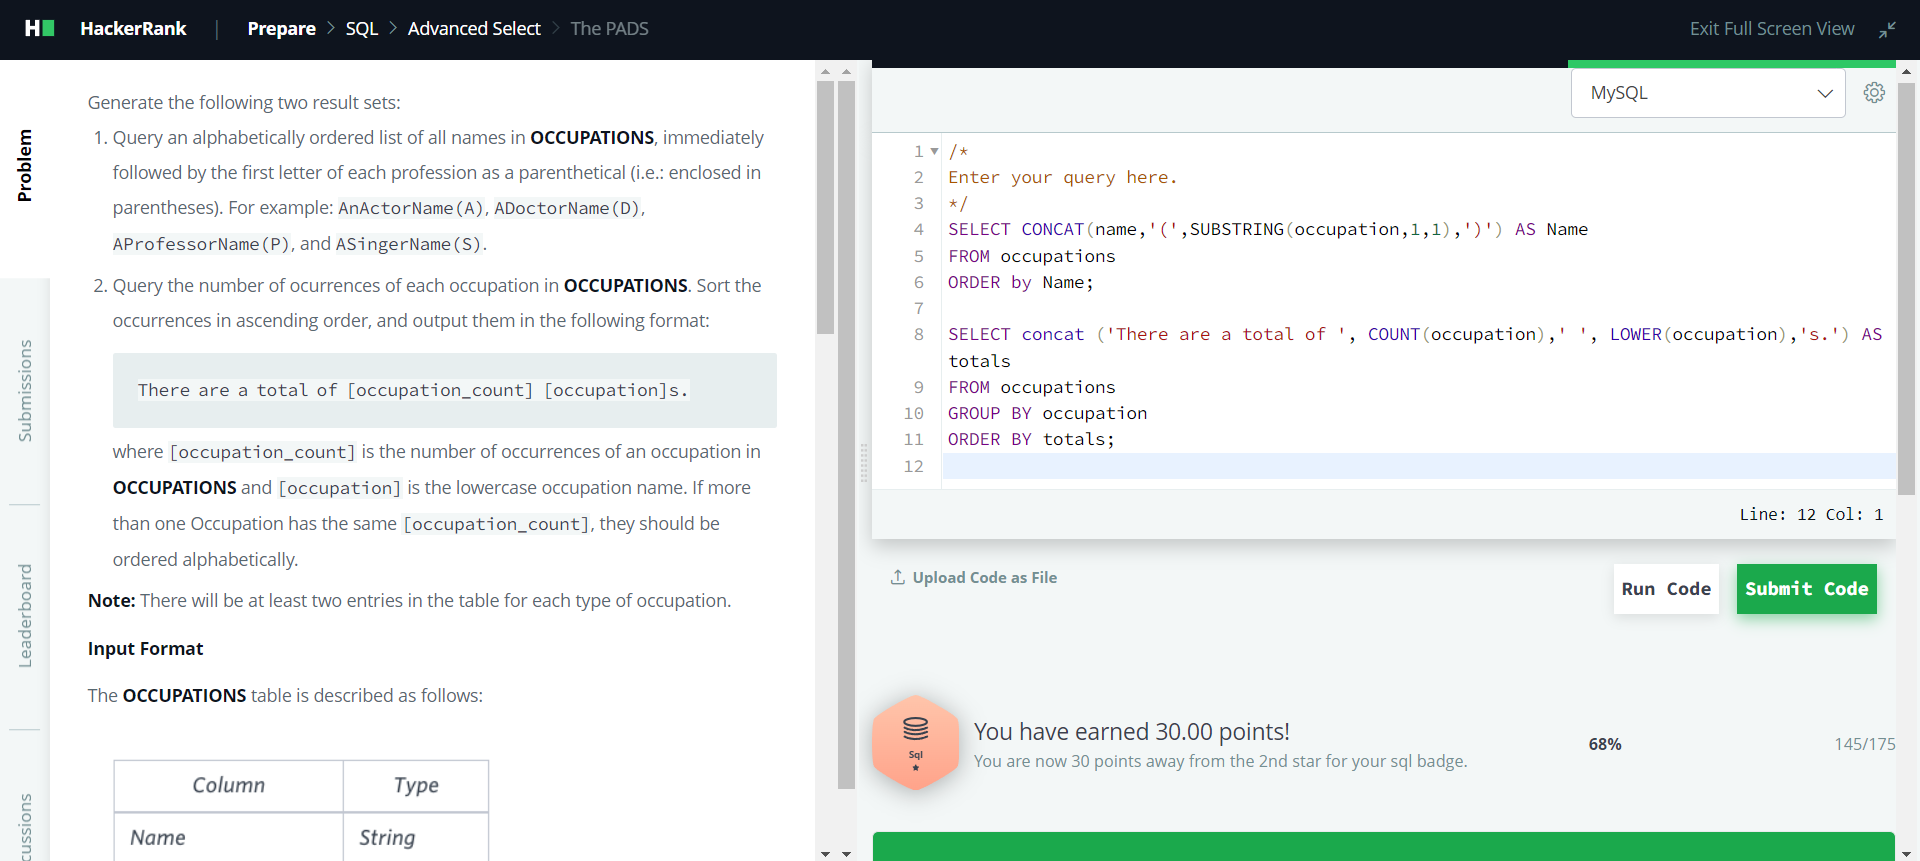 HackerRank | Prepare > SQL > Advanced Select > The PADS
Exit Full Screen View
Problem
Submissions
Leaderboard
cussions
Generate the following two result sets:
1. Query an alphabetically ordered list of all names in OCCUPATIONS, immediately
followed by the first letter of each profession as a parenthetical (i.e.: enclosed in
parentheses). For example: AnActorName(A), ADoctorName(D),
AProfessorName(P), and ASingerName(S).
2. Query the number of ocurrences of each occupation in OCCUPATIONS. Sort the
occurrences in ascending order, and output them in the following format:
There are a total of [occupation_count] [occupation]s.
where [occupation_count] is the number of occurrences of an occupation in
OCCUPATIONS and [occupation] is the lowercase occupation name. If more
than one Occupation has the same [occupation_count], they should be
ordered alphabetically.
Note: There will be at least two entries in the table for each type of occupation.
Input Format
The OCCUPATIONS table is described as follows:
Column Type
Name String
MySQL
1 /*
2 Enter your query here.
3 */
4 SELECT CONCAT(name,'(',SUBSTRING(occupation,1,1),')') AS Name
5 FROM occupations
6 ORDER by Name;
7
8 SELECT concat ('There are a total of ', COUNT(occupation),' ', LOWER(occupation),'s.') AS
totals
9 FROM occupations
10 GROUP BY occupation
11 ORDER BY totals;
12
Line: 12 Col: 1
Upload Code as File
Run Code
Submit Code
Sql
You have earned 30.00 points!
You are now 30 points away from the 2nd star for your sql badge.
68%
145/175